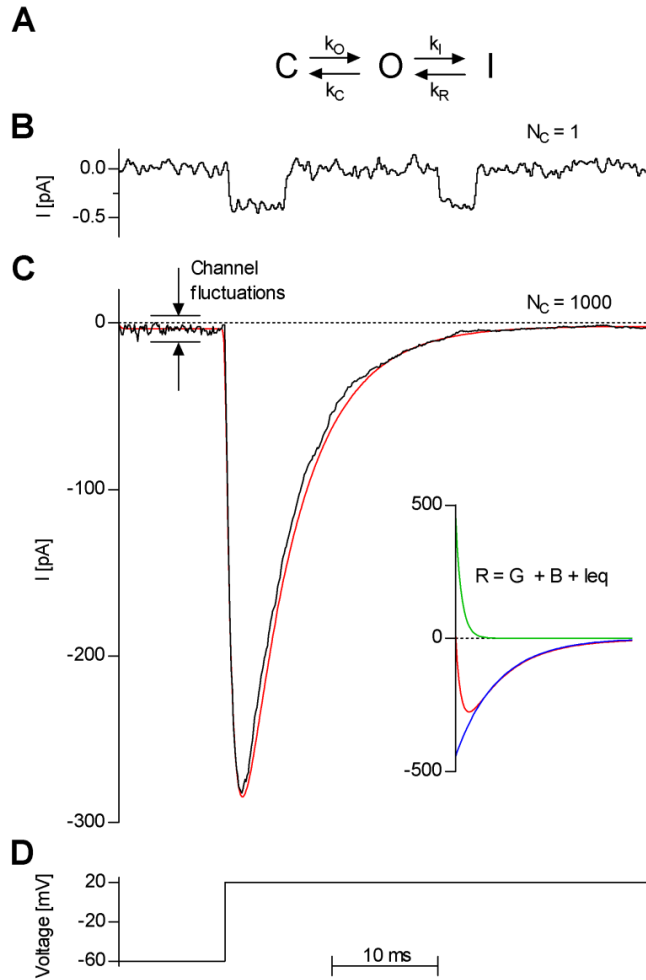 A
C kO kC O kI kR I
B
NC = 1
I [pA]
0.0
-0.5
C
Channel
fluctuations
NC = 1000
0
-100
-200
-300
I [pA]
500
R = G + B + Ieq
0
-500
D
Voltage [mV]
20
-60
10 ms